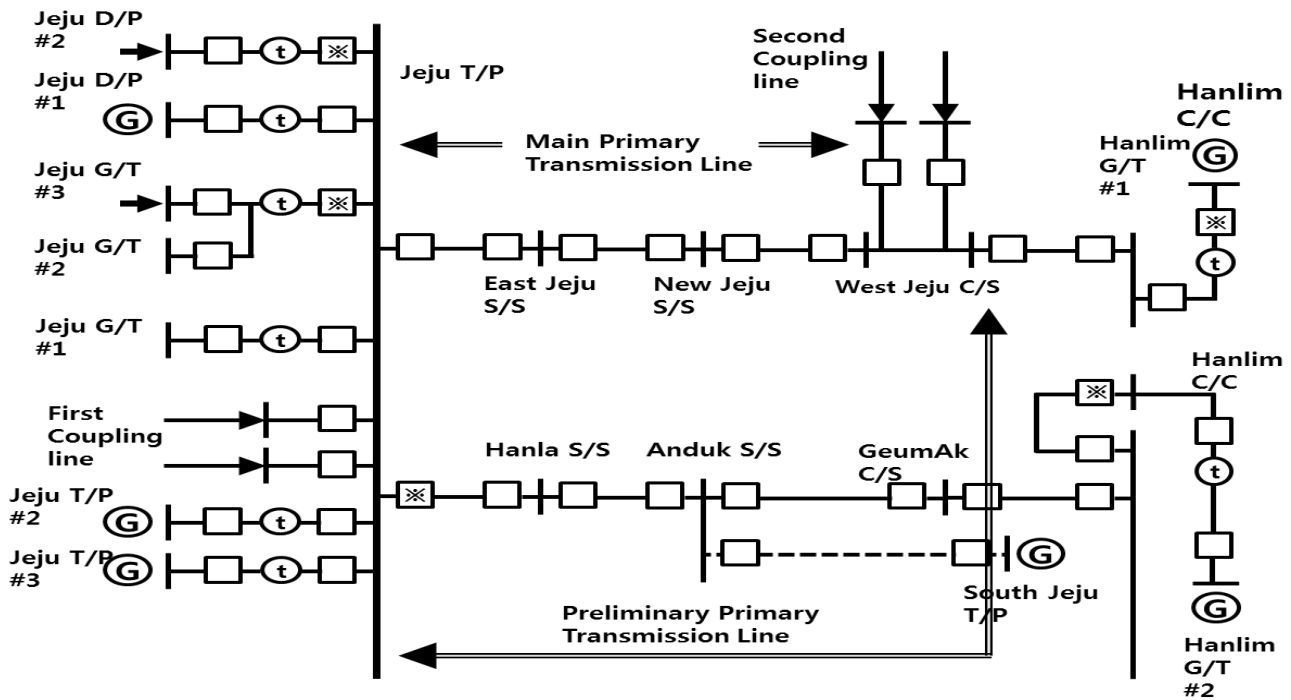 Jeju D/P
#2
t
※
Jeju D/P
#1
G
t
Jeju G/T
#3
t
※
Jeju G/T
#2
Jeju G/T
#1
t
First
Coupling
line
Jeju T/P
#2
G
t
Jeju T/P
#3
G
t
Jeju T/P
Main Primary
Transmission Line
Second
Coupling
line
East Jeju
S/S
New Jeju
S/S
West Jeju C/S
Hanlim
C/C
Hanlim
G/T
#1
G
※
t
※
Hanla S/S
Anduk S/S
GeumAk
C/S
G
South Jeju
T/P
Preliminary Primary
Transmission Line
※
Hanlim
C/C
t
G
Hanlim
G/T
#2